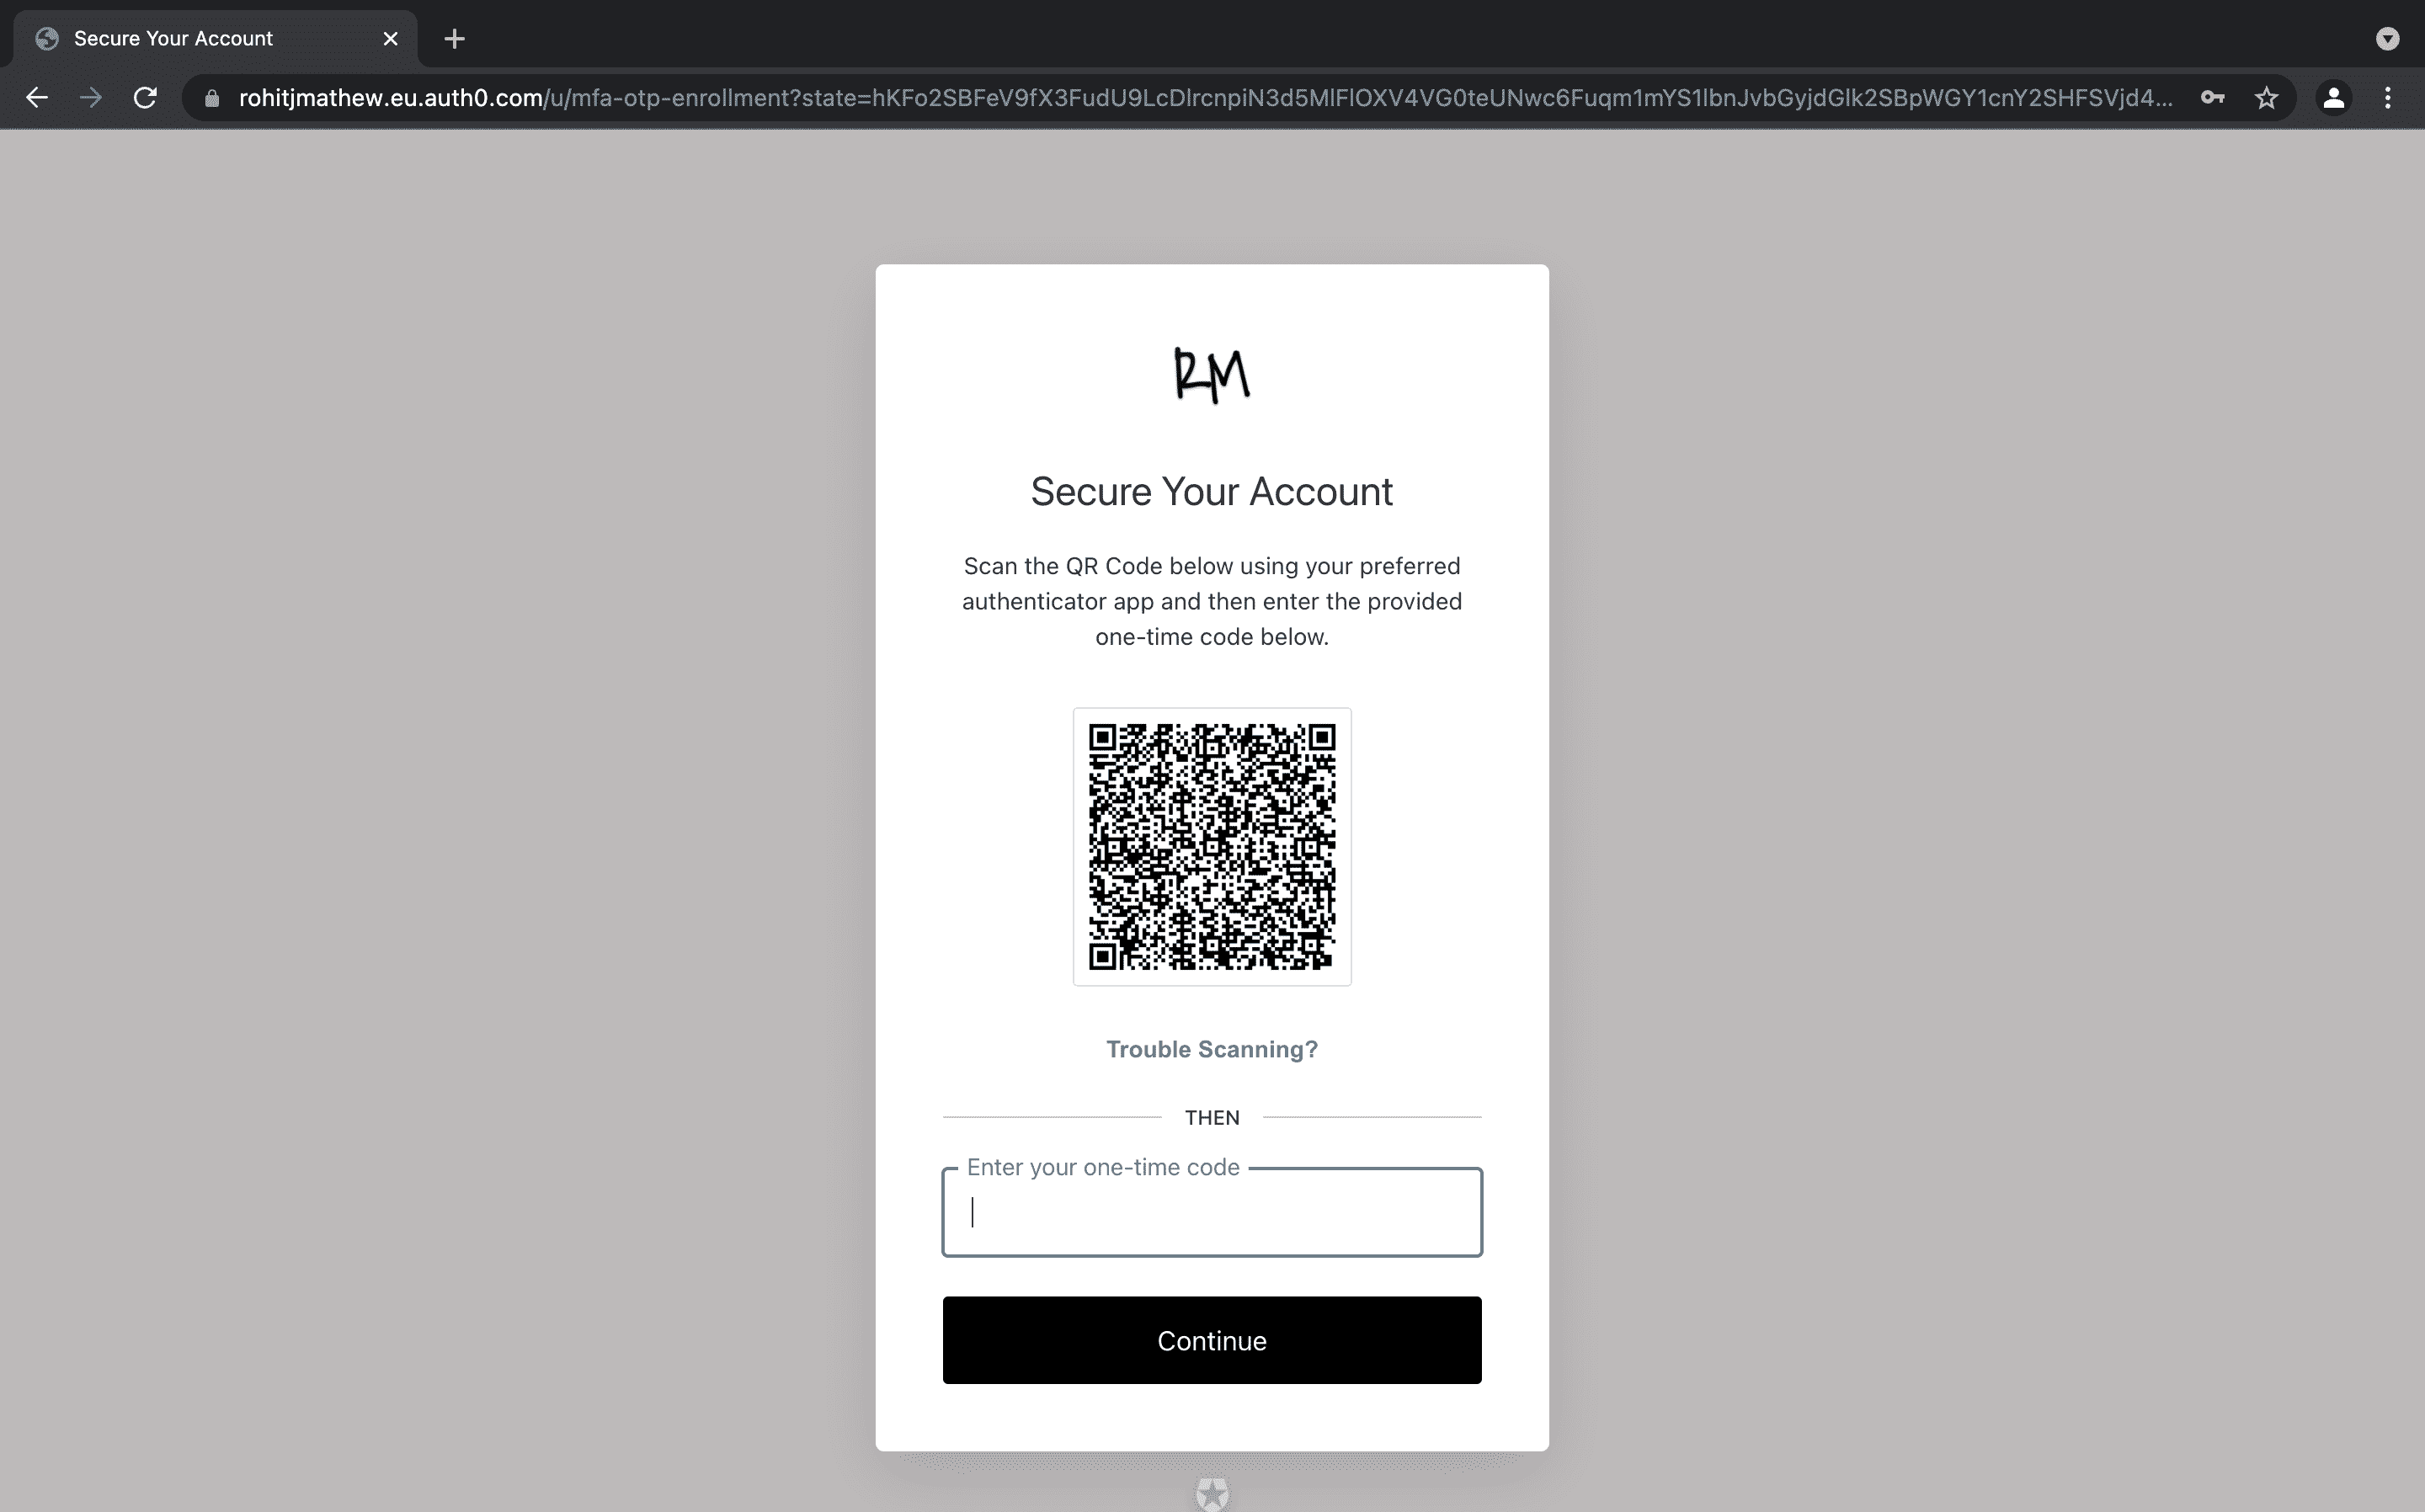 Secure Your Account
rohitjmathew.eu.auth0.com/u/mfa-otp-enrollment?state=hKFo2SBFeV9fX3FudU9LcDlrcnpiN3d5MlFlOXV4VG0teUNwc6Fuqm1mYS1lbnJvbGyjdGlk2SBpWGY1cnY2SHFSVjd4...
RM
Secure Your Account
Scan the QR Code below using your preferred
authenticator app and then enter the provided
one-time code below.
Trouble Scanning?
THEN
Enter your one-time code
Continue